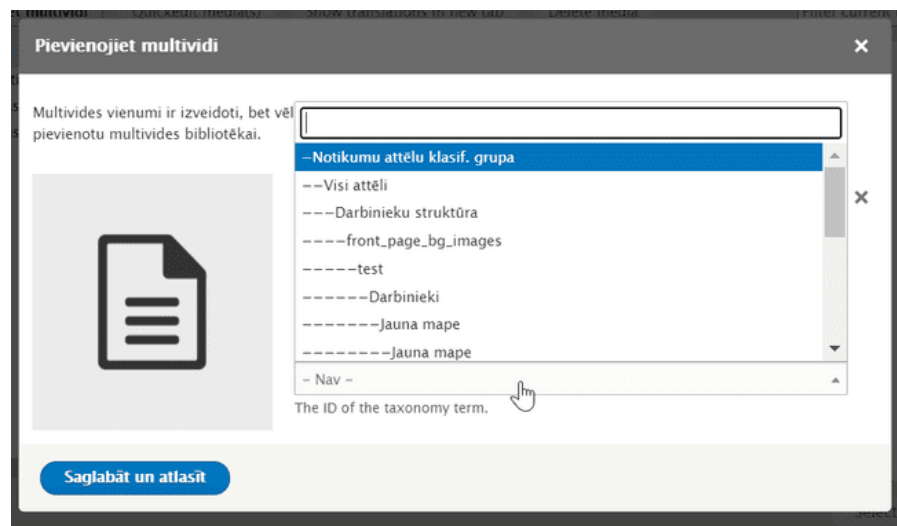 Quickedit media(s)
Show translations in new tab
Delete media
Filter current
Pievienojiet multividi
Multivides vienumi ir izveidoti, bet vēl
pievienotu multivides bibliotēkai.
−Notikumu attēlu klasif. grupa
−−Visi attēli
−−−Darbinieku struktūra
−−−−front_page_bg_images
−−−−−test
−−−−−−Darbinieki
−−−−−−−Jauna mape
−−−−−−−−Jauna mape
– Nav –
The ID of the taxonomy term.
Saglabāt un atlasīt